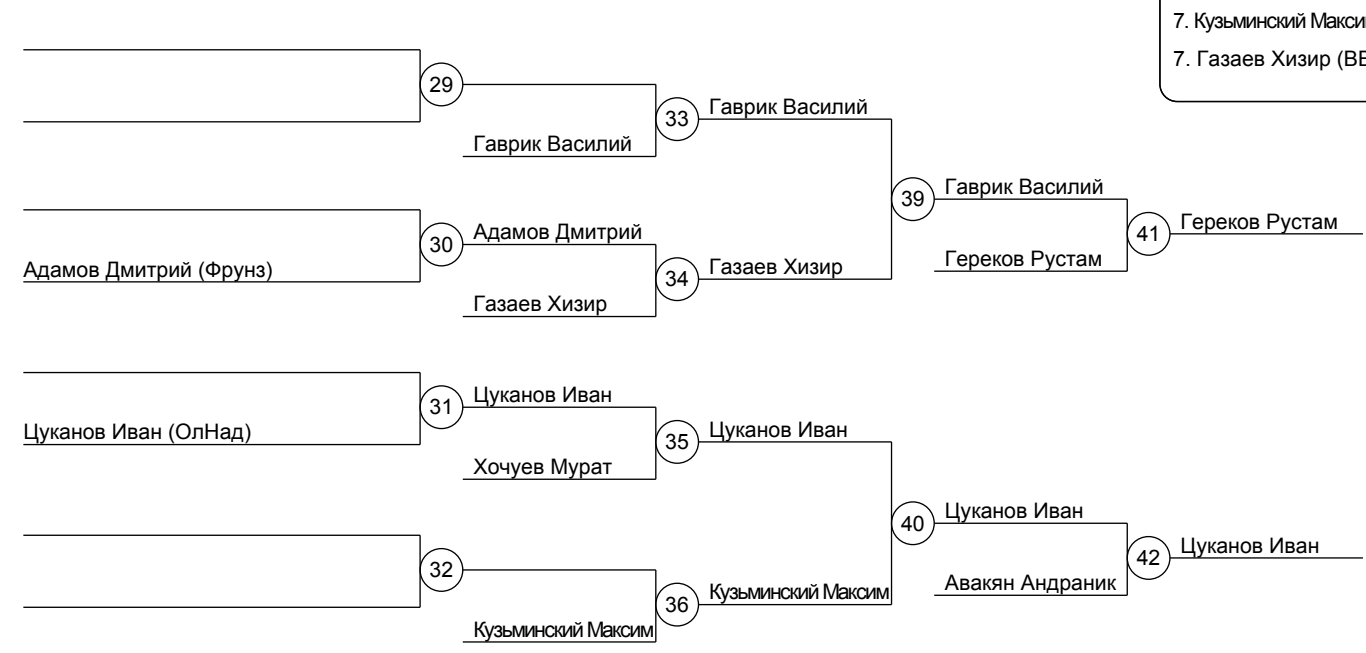 7. Кузьминский Макси
7. Газаев Хизир
29
33
Гаврик Василий
Гаврик Василий
39
Гаврик Василий
Адамов Дмитрий
30
Адамов Дмитрий (Фрунз)
34
Газаев Хизир
Газаев Хизир
Гереков Рустам
41
Гереков Рустам
31
Цуканов Иван
Цуканов Иван (ОлНад)
35
Цуканов Иван
Хочуев Мурат
40
Цуканов Иван
32
36
Кузьминский Максим
Кузьминский Максим
Авакян Андраник
42
Цуканов Иван